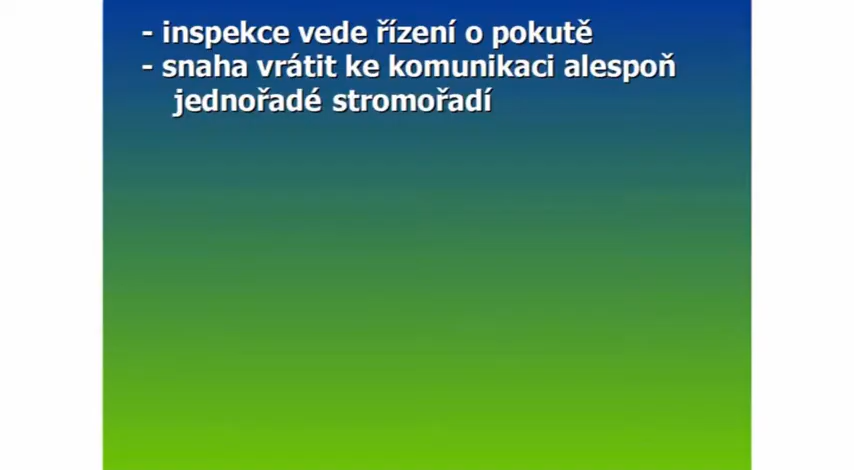 - inspekce vede řízení o pokutě
- snaha vrátit ke komunikaci alespoň
jednořadé stromořadí